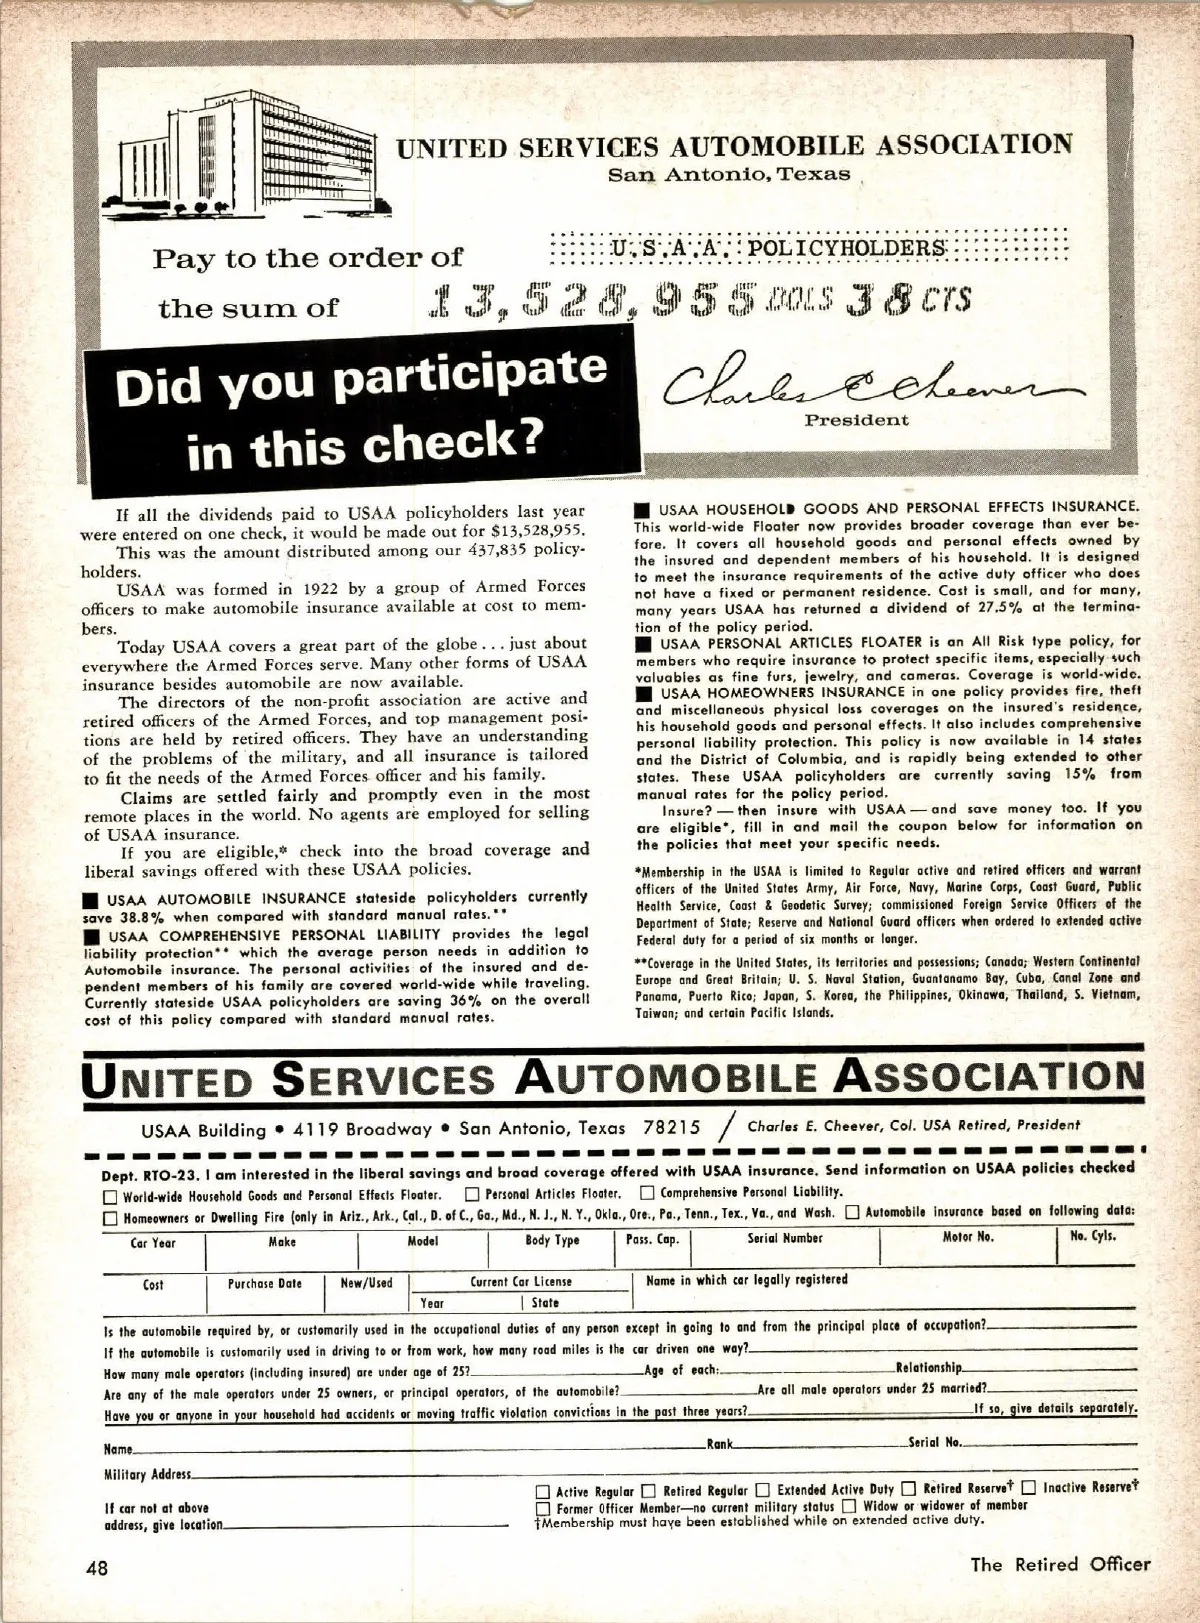 UNITED SERVICES AUTOMOBILE ASSOCIATION
San Antonio, Texas
Pay to the order of U.S.A.A. POLICYHOLDERS
the sum of 13,528,955 DOLS 38 CTS
Did you participate
in this check?
Charles E Cheever
President
If all the dividends paid to USAA policyholders last year
were entered on one check, it would be made out for $13,528,955.
This was the amount distributed among our 437,835 policy-
holders.
USAA was formed in 1922 by a group of Armed Forces
officers to make automobile insurance available at cost to mem-
bers.
Today USAA covers a great part of the globe . . . just about
everywhere the Armed Forces serve. Many other forms of USAA
insurance besides automobile are now available.
The directors of the non-profit association are active and
retired officers of the Armed Forces, and top management posi-
tions are held by retired officers. They have an understanding
of the problems of the military, and all insurance is tailored
to fit the needs of the Armed Forces officer and his family.
Claims are settled fairly and promptly even in the most
remote places in the world. No agents are employed for selling
of USAA insurance.
If you are eligible,* check into the broad coverage and
liberal savings offered with these USAA policies.
■ USAA AUTOMOBILE INSURANCE stateside policyholders currently
save 38.8% when compared with standard manual rates.**
■ USAA COMPREHENSIVE PERSONAL LIABILITY provides the legal
liability protection** which the average person needs in addition to
Automobile insurance. The personal activities of the insured and de-
pendent members of his family are covered world-wide while traveling.
Currently stateside USAA policyholders are saving 36% on the overall
cost of this policy compared with standard manual rates.
■ USAA HOUSEHOLD GOODS AND PERSONAL EFFECTS INSURANCE.
This world-wide Floater now provides broader coverage than ever be-
fore. It covers all household goods and personal effects owned by
the insured and dependent members of his household. It is designed
to meet the insurance requirements of the active duty officer who does
not have a fixed or permanent residence. Cost is small, and for many,
many years USAA has returned a dividend of 27.5% at the termina-
tion of the policy period.
■ USAA PERSONAL ARTICLES FLOATER is an All Risk type policy, for
members who require insurance to protect specific items, especially such
valuables as fine furs, jewelry, and cameras. Coverage is world-wide.
■ USAA HOMEOWNERS INSURANCE in one policy provides fire, theft
and miscellaneous physical loss coverages on the insured's residence,
his household goods and personal effects. It also includes comprehensive
personal liability protection. This policy is now available in 14 states
and the District of Columbia, and is rapidly being extended to other
states. These USAA policyholders are currently saving 15% from
manual rates for the policy period.
Insure? — then insure with USAA — and save money too. If you
are eligible*, fill in and mail the coupon below for information on
the policies that meet your specific needs.
*Membership in the USAA is limited to Regular active and retired officers and warrant
officers of the United States Army, Air Force, Navy, Marine Corps, Coast Guard, Public
Health Service, Coast & Geodetic Survey; commissioned Foreign Service Officers of the
Department of State; Reserve and National Guard officers when ordered to extended active
Federal duty for a period of six months or longer.
**Coverage in the United States, its territories and possessions; Canada; Western Continental
Europe and Great Britain; U. S. Naval Station, Guantanamo Bay, Cuba, Canal Zone and
Panama, Puerto Rico; Japan, S. Korea, the Philippines, Okinawa, Thailand, S. Vietnam,
Taiwan; and certain Pacific Islands.
UNITED SERVICES AUTOMOBILE ASSOCIATION
USAA Building • 4119 Broadway • San Antonio, Texas 78215 / Charles E. Cheever, Col. USA Retired, President
Dept. RTO-23. I am interested in the liberal savings and broad coverage offered with USAA insurance. Send information on USAA policies checked
□ World-wide Household Goods and Personal Effects Floater. □ Personal Articles Floater. □ Comprehensive Personal Liability.
□ Homeowners or Dwelling Fire (only in Ariz., Ark., Cal., D. of C., Ga., Md., N. J., N. Y., Okla., Ore., Pa., Tenn., Tex., Va., and Wash. □ Automobile insurance based on following data:
Car Year Make Model Body Type Pass. Cap. Serial Number Motor No. No. Cyls.
Cost Purchase Date New/Used Current Car License Name in which car legally registered
Year State
Is the automobile required by, or customarily used in the occupational duties of any person except in going to and from the principal place of occupation?
If the automobile is customarily used in driving to or from work, how many road miles is the car driven one way?
How many male operators (including insured) are under age of 25? Age of each: Relationship
Are any of the male operators under 25 owners, or principal operators, of the automobile? Are all male operators under 25 married?
Have you or anyone in your household had accidents or moving traffic violation convictions in the past three years? If so, give details separately.
Name Rank Serial No.
Military Address
□ Active Regular □ Retired Regular □ Extended Active Duty □ Retired Reserve† □ Inactive Reserve†
If car not at above □ Former Officer Member—no current military status □ Widow or widower of member
address, give location †Membership must have been established while on extended active duty.
48 The Retired Officer